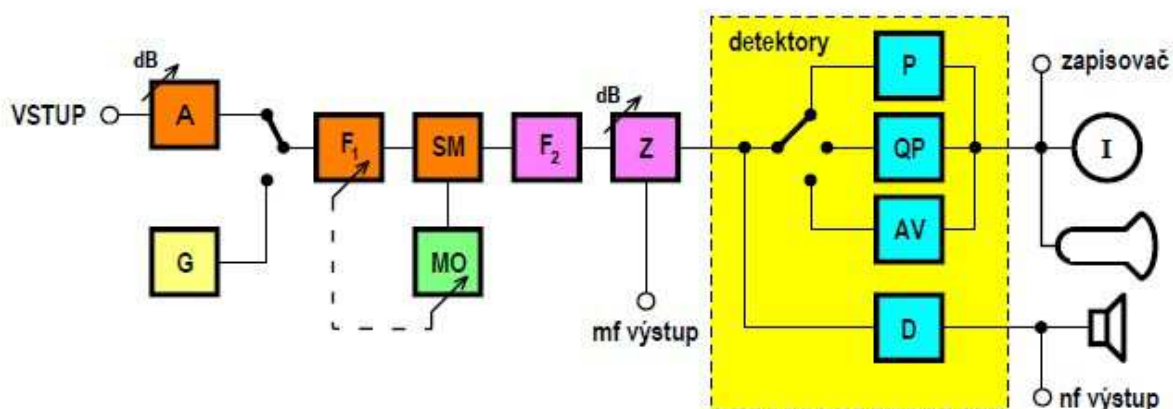 detektory
zapisovač
dB
P
VSTUP
A
dB
F1
SM
F2
Z
QP
I
G
MO
AV
mf výstup
D
nf výstup